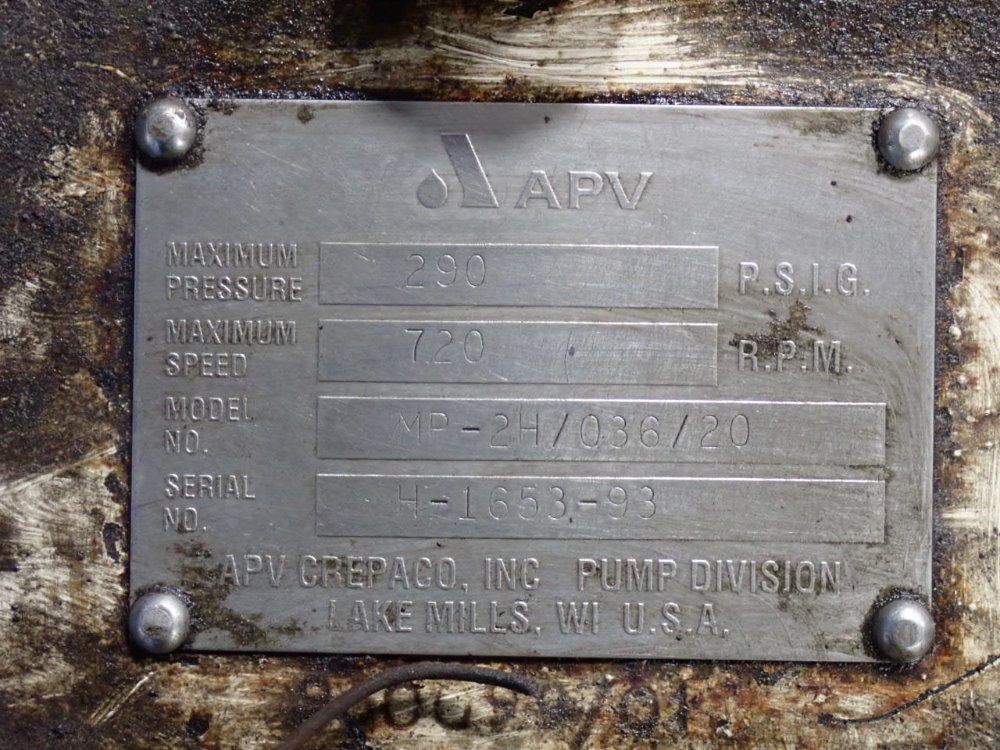 APV
MAXIMUM PRESSURE 290 P.S.I.G.
MAXIMUM SPEED 720 R.P.M.
MODEL NO. MP-2H/036/20
SERIAL NO. H-1653-93
APV CREPACO, INC PUMP DIVISION
LAKE MILLS, WI U.S.A.